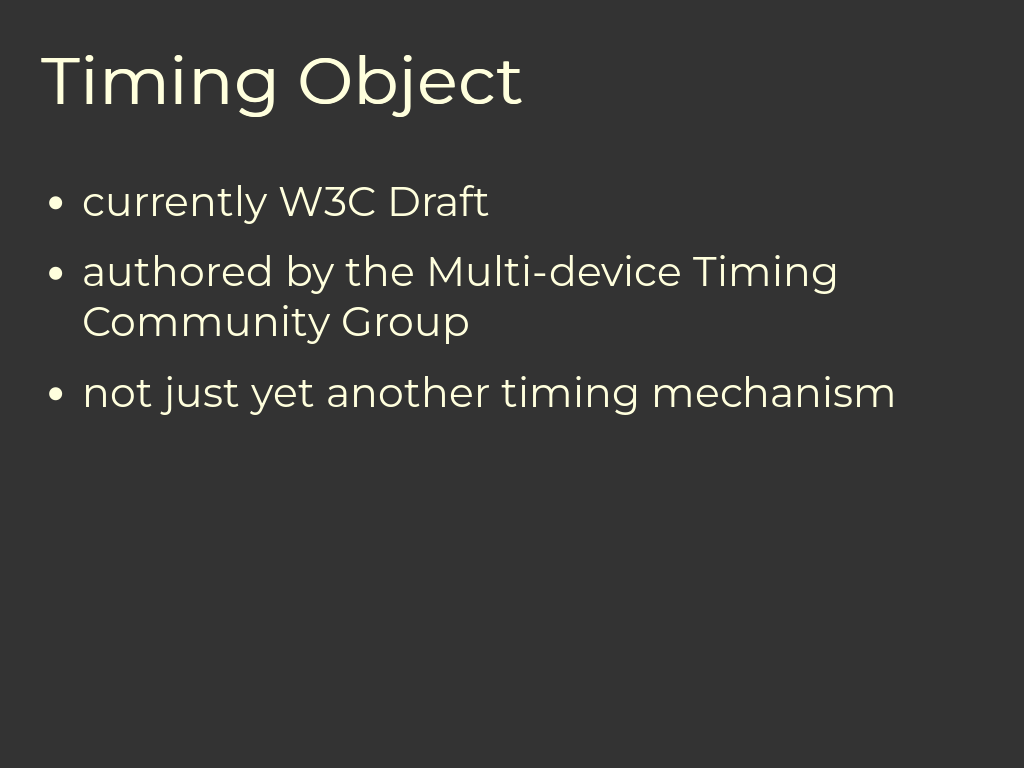 Timing Object
• currently W3C Draft
• authored by the Multi-device Timing
Community Group
• not just yet another timing mechanism